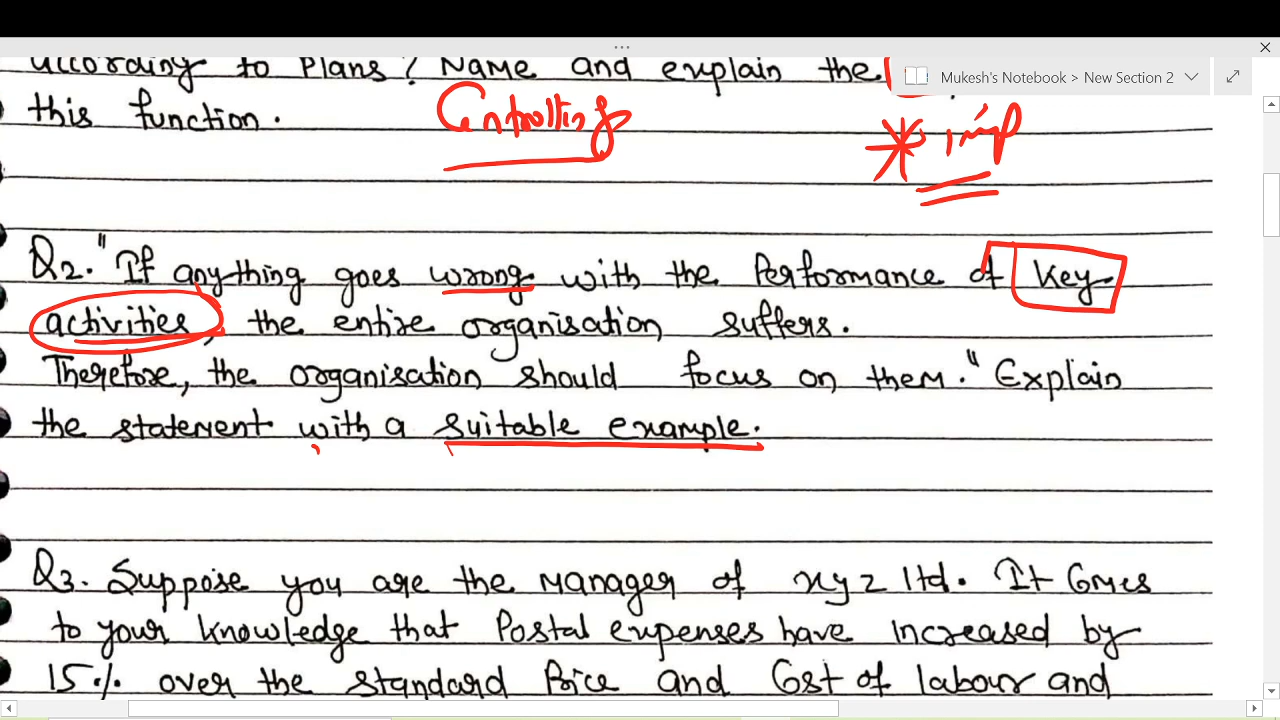 according to Plans? Name and explain the
Mukesh's Notebook > New Section 2
this function.
Controlling
imp
Q2. "If anything goes wrong with the Performance of key
activities, the entire organisation suffers.
Therefore, the organisation should focus on them." Explain
the statement with a suitable example.
Q3. Suppose you are the manager of xyz ltd. It Comes
to your knowledge that Postal expenses have increased by
15% over the standard Price and Cost of labour and